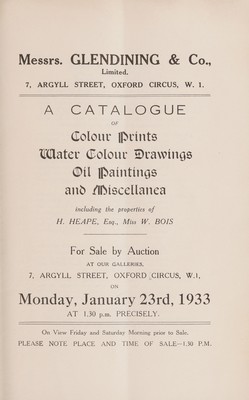 Messrs. GLENDINING & Co.,
Limited.
7, ARGYLL STREET, OXFORD CIRCUS, W. 1.
A CATALOGUE
OF
Colour Prints
Water Colour Drawings
Oil Paintings
and Miscellanea
including the properties of
H. HEAPE, Esq., Miss W. BOIS
For Sale by Auction
AT OUR GALLERIES,
7, ARGYLL STREET, OXFORD CIRCUS, W.1,
ON
Monday, January 23rd, 1933
AT 1.30 p.m. PRECISELY.
On View Friday and Saturday Morning prior to Sale.
PLEASE NOTE PLACE AND TIME OF SALE:-1.30 P.M.